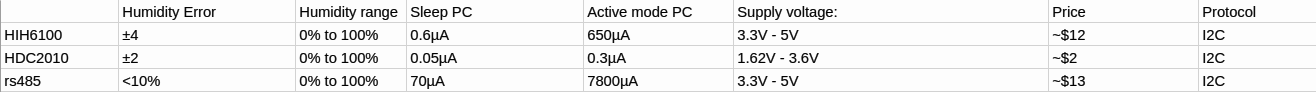 Humidity Error Humidity range Sleep PC Active mode PC Supply voltage: Price Protocol
HIH6100 ±4 0% to 100% 0.6µA 650µA 3.3V - 5V ~$12 I2C
HDC2010 ±2 0% to 100% 0.05µA 0.3µA 1.62V - 3.6V ~$2 I2C
rs485 <10% 0% to 100% 70µA 7800µA 3.3V - 5V ~$13 I2C